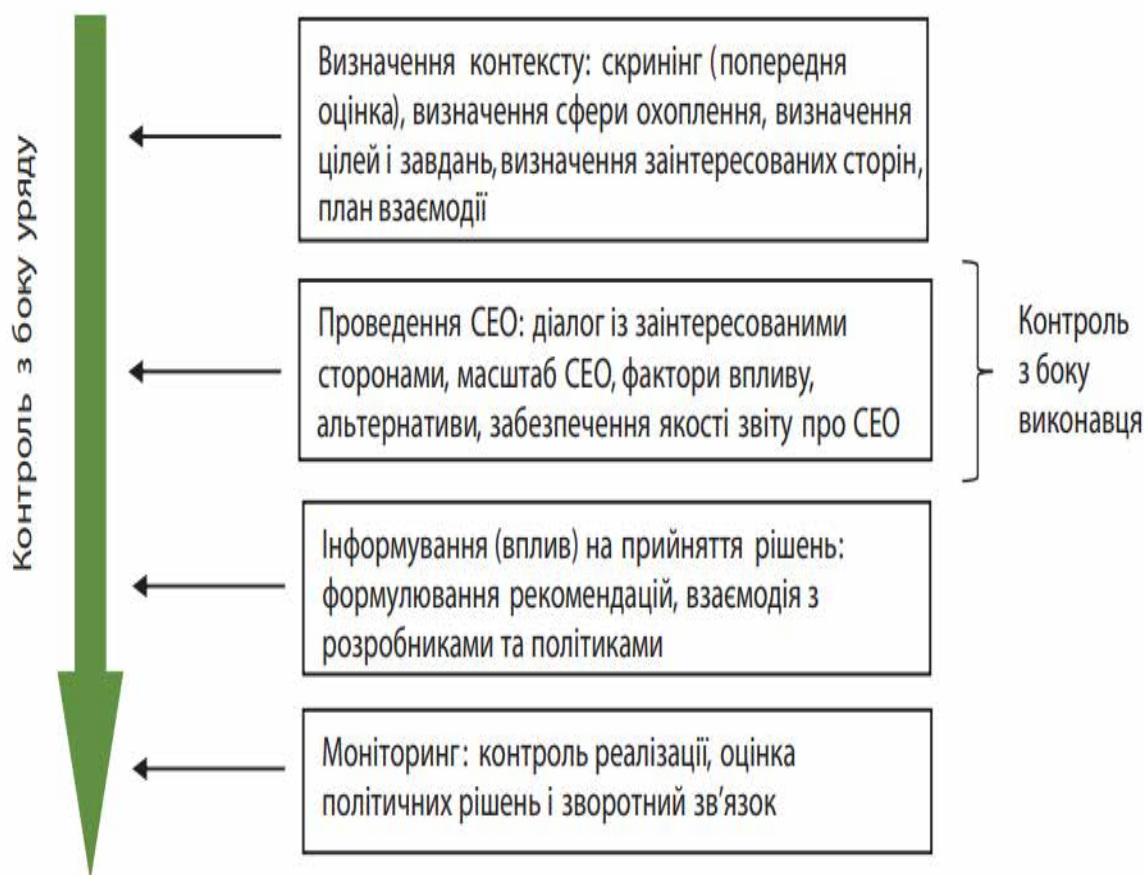 Контроль з боку уряду
Визначення контексту: скринінг (попередня
оцінка), визначення сфери охоплення, визначення
цілей і завдань, визначення заінтересованих сторін,
план взаємодії
Проведення СЕО: діалог із заінтересованими
сторонами, масштаб СЕО, фактори впливу,
альтернативи, забезпечення якості звіту про СЕО
Контроль
з боку
виконавця
Інформування (вплив) на прийняття рішень:
формулювання рекомендацій, взаємодія з
розробниками та політиками
Моніторинг: контроль реалізації, оцінка
політичних рішень і зворотний зв’язок